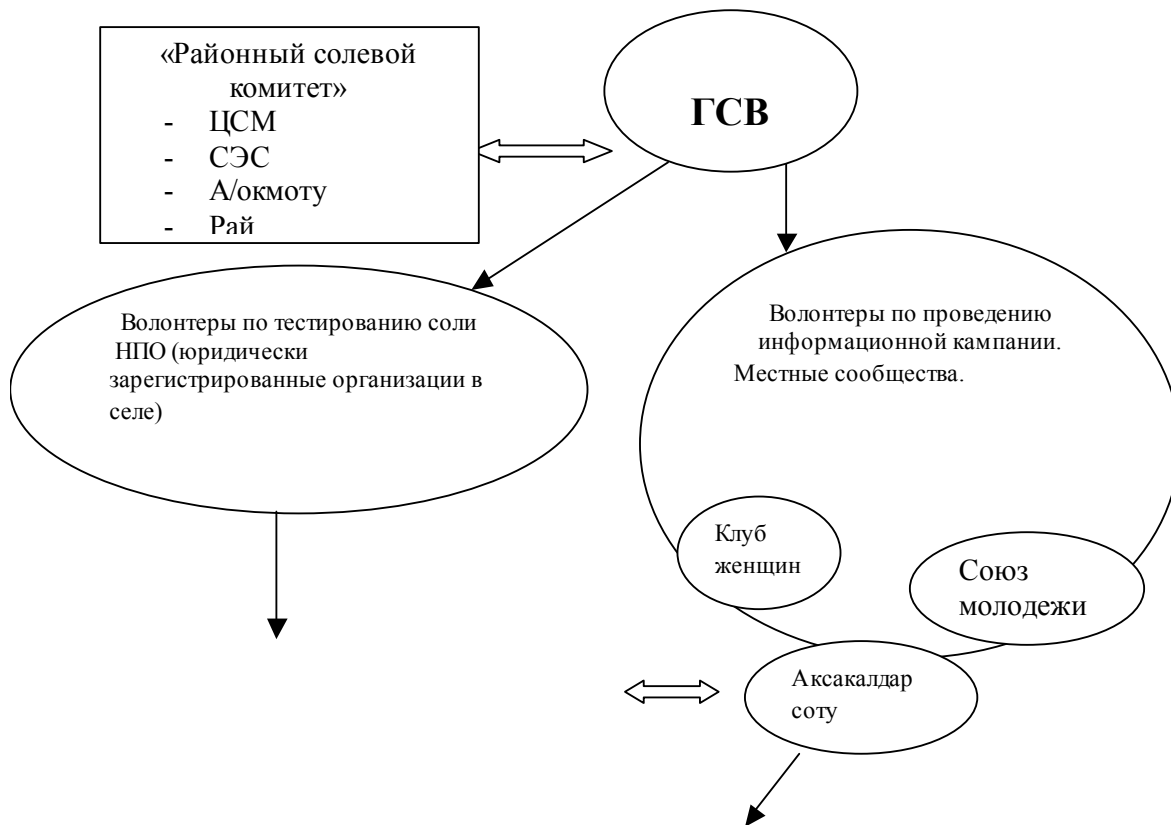 «Районный солевой
комитет»
- ЦСМ
- СЭС
- А/окмоту
- Рай
ГСВ
Волонтеры по тестированию соли
НПО (юридически
зарегистрированные организации в
селе)
Волонтеры по проведению
информационной кампании.
Местные сообщества.
Клуб
женщин
Союз
молодежи
Аксакалдар
соту